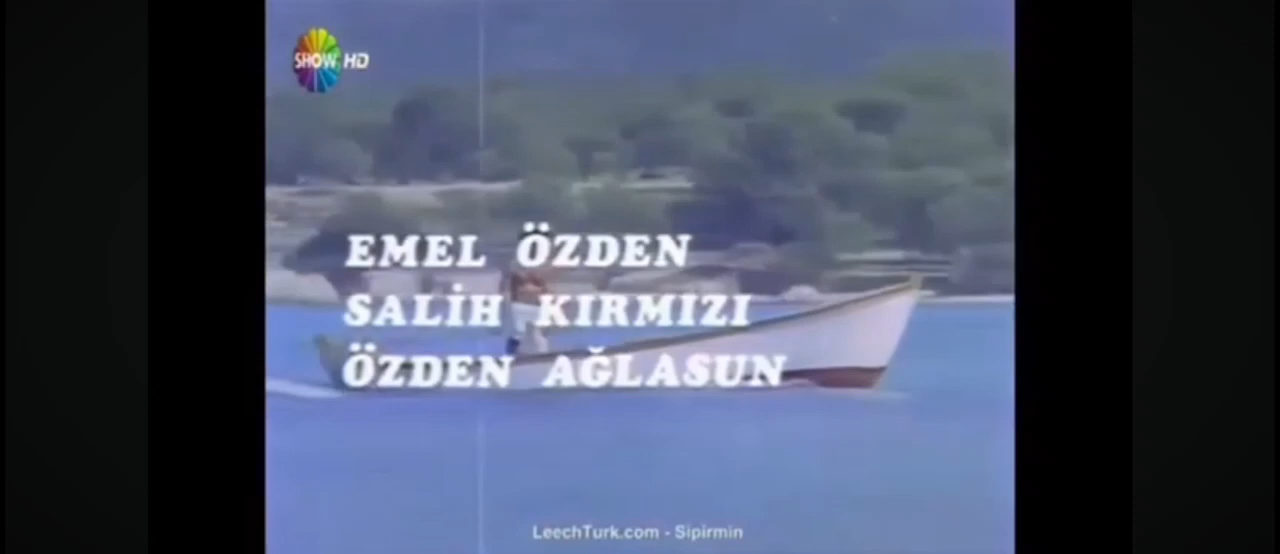 SHOW HD
EMEL ÖZDEN
SALİH KIRMIZI
ÖZDEN AĞLASUN
LeechTurk.com - Sipirmin